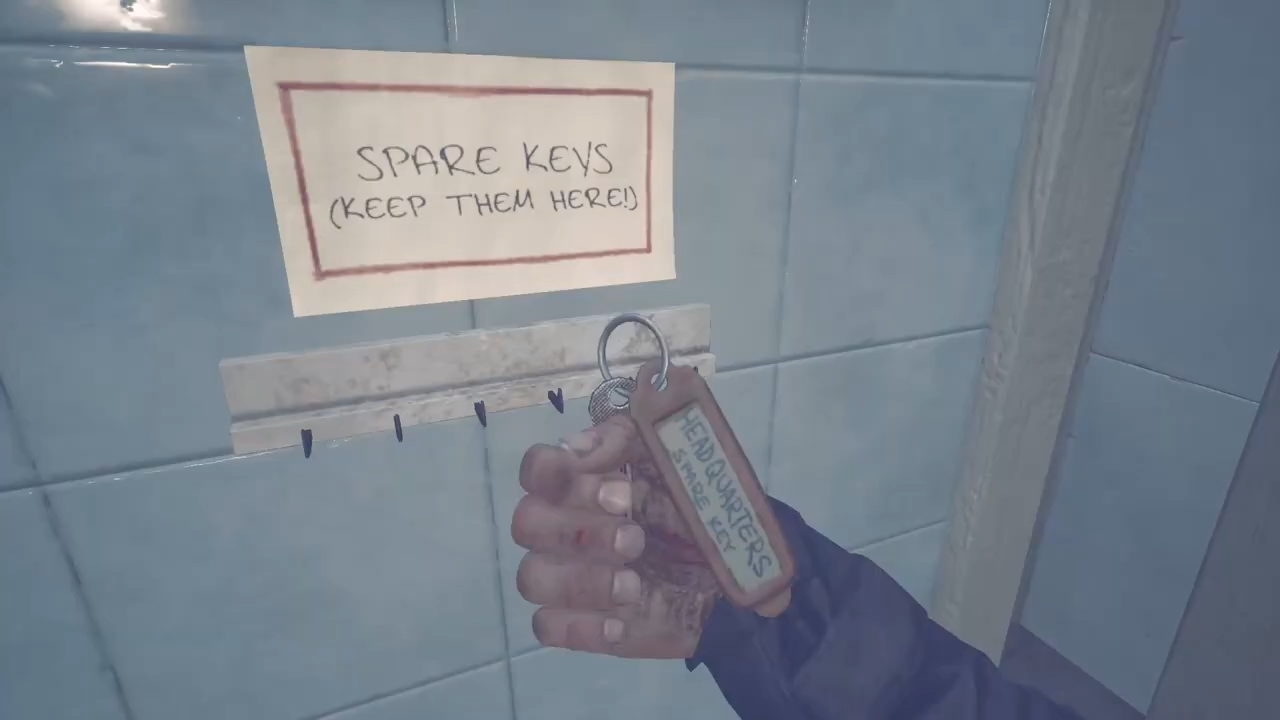 SPARE KEYS
(KEEP THEM HERE!)
HEADQUARTERS
SPARE KEY